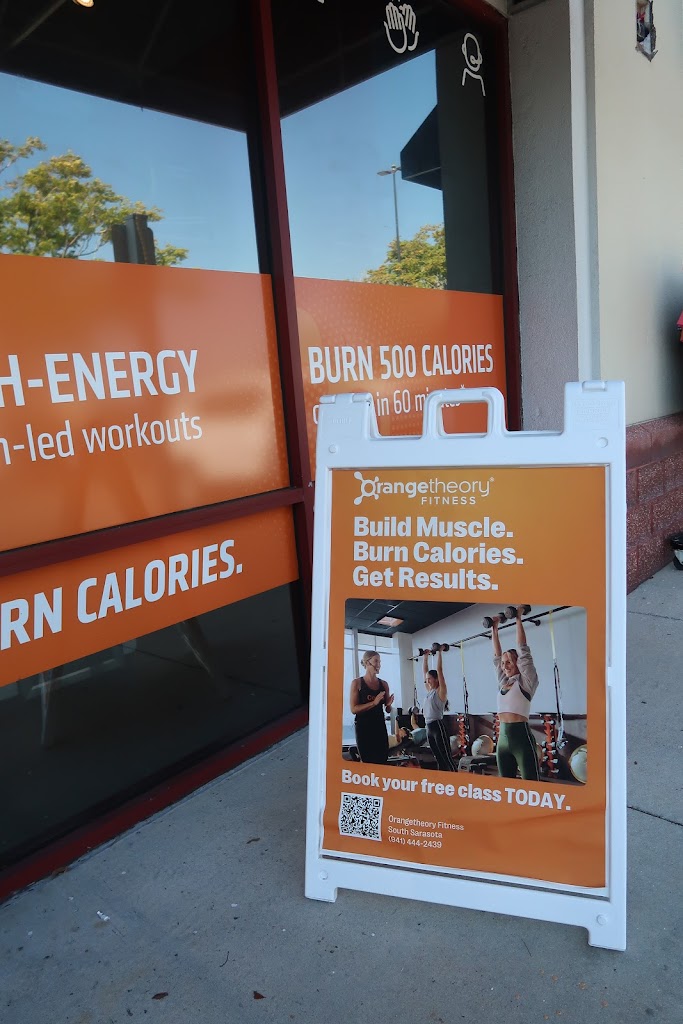 H-ENERGY
n-led workouts
RN CALORIES.
BURN 500 CALORIES
in 60 minutes*
Orangetheory®
FITNESS
Build Muscle.
Burn Calories.
Get Results.
Book your free class TODAY.
Orangetheory Fitness
South Sarasota
(941) 444-2439